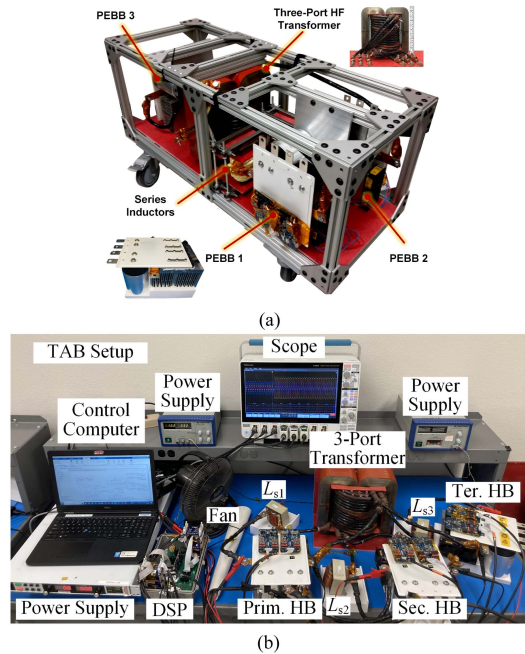 PEBB 3
Three-Port HF
Transformer
Series
Inductors
PEBB 1
PEBB 2
(a)
TAB Setup
Scope
Power
Supply
Power
Supply
Control
Computer
3-Port
Transformer
Ls1
Ls3
Ter. HB
Fan
Power Supply
DSP
Prim. HB
Ls2
Sec. HB
(b)